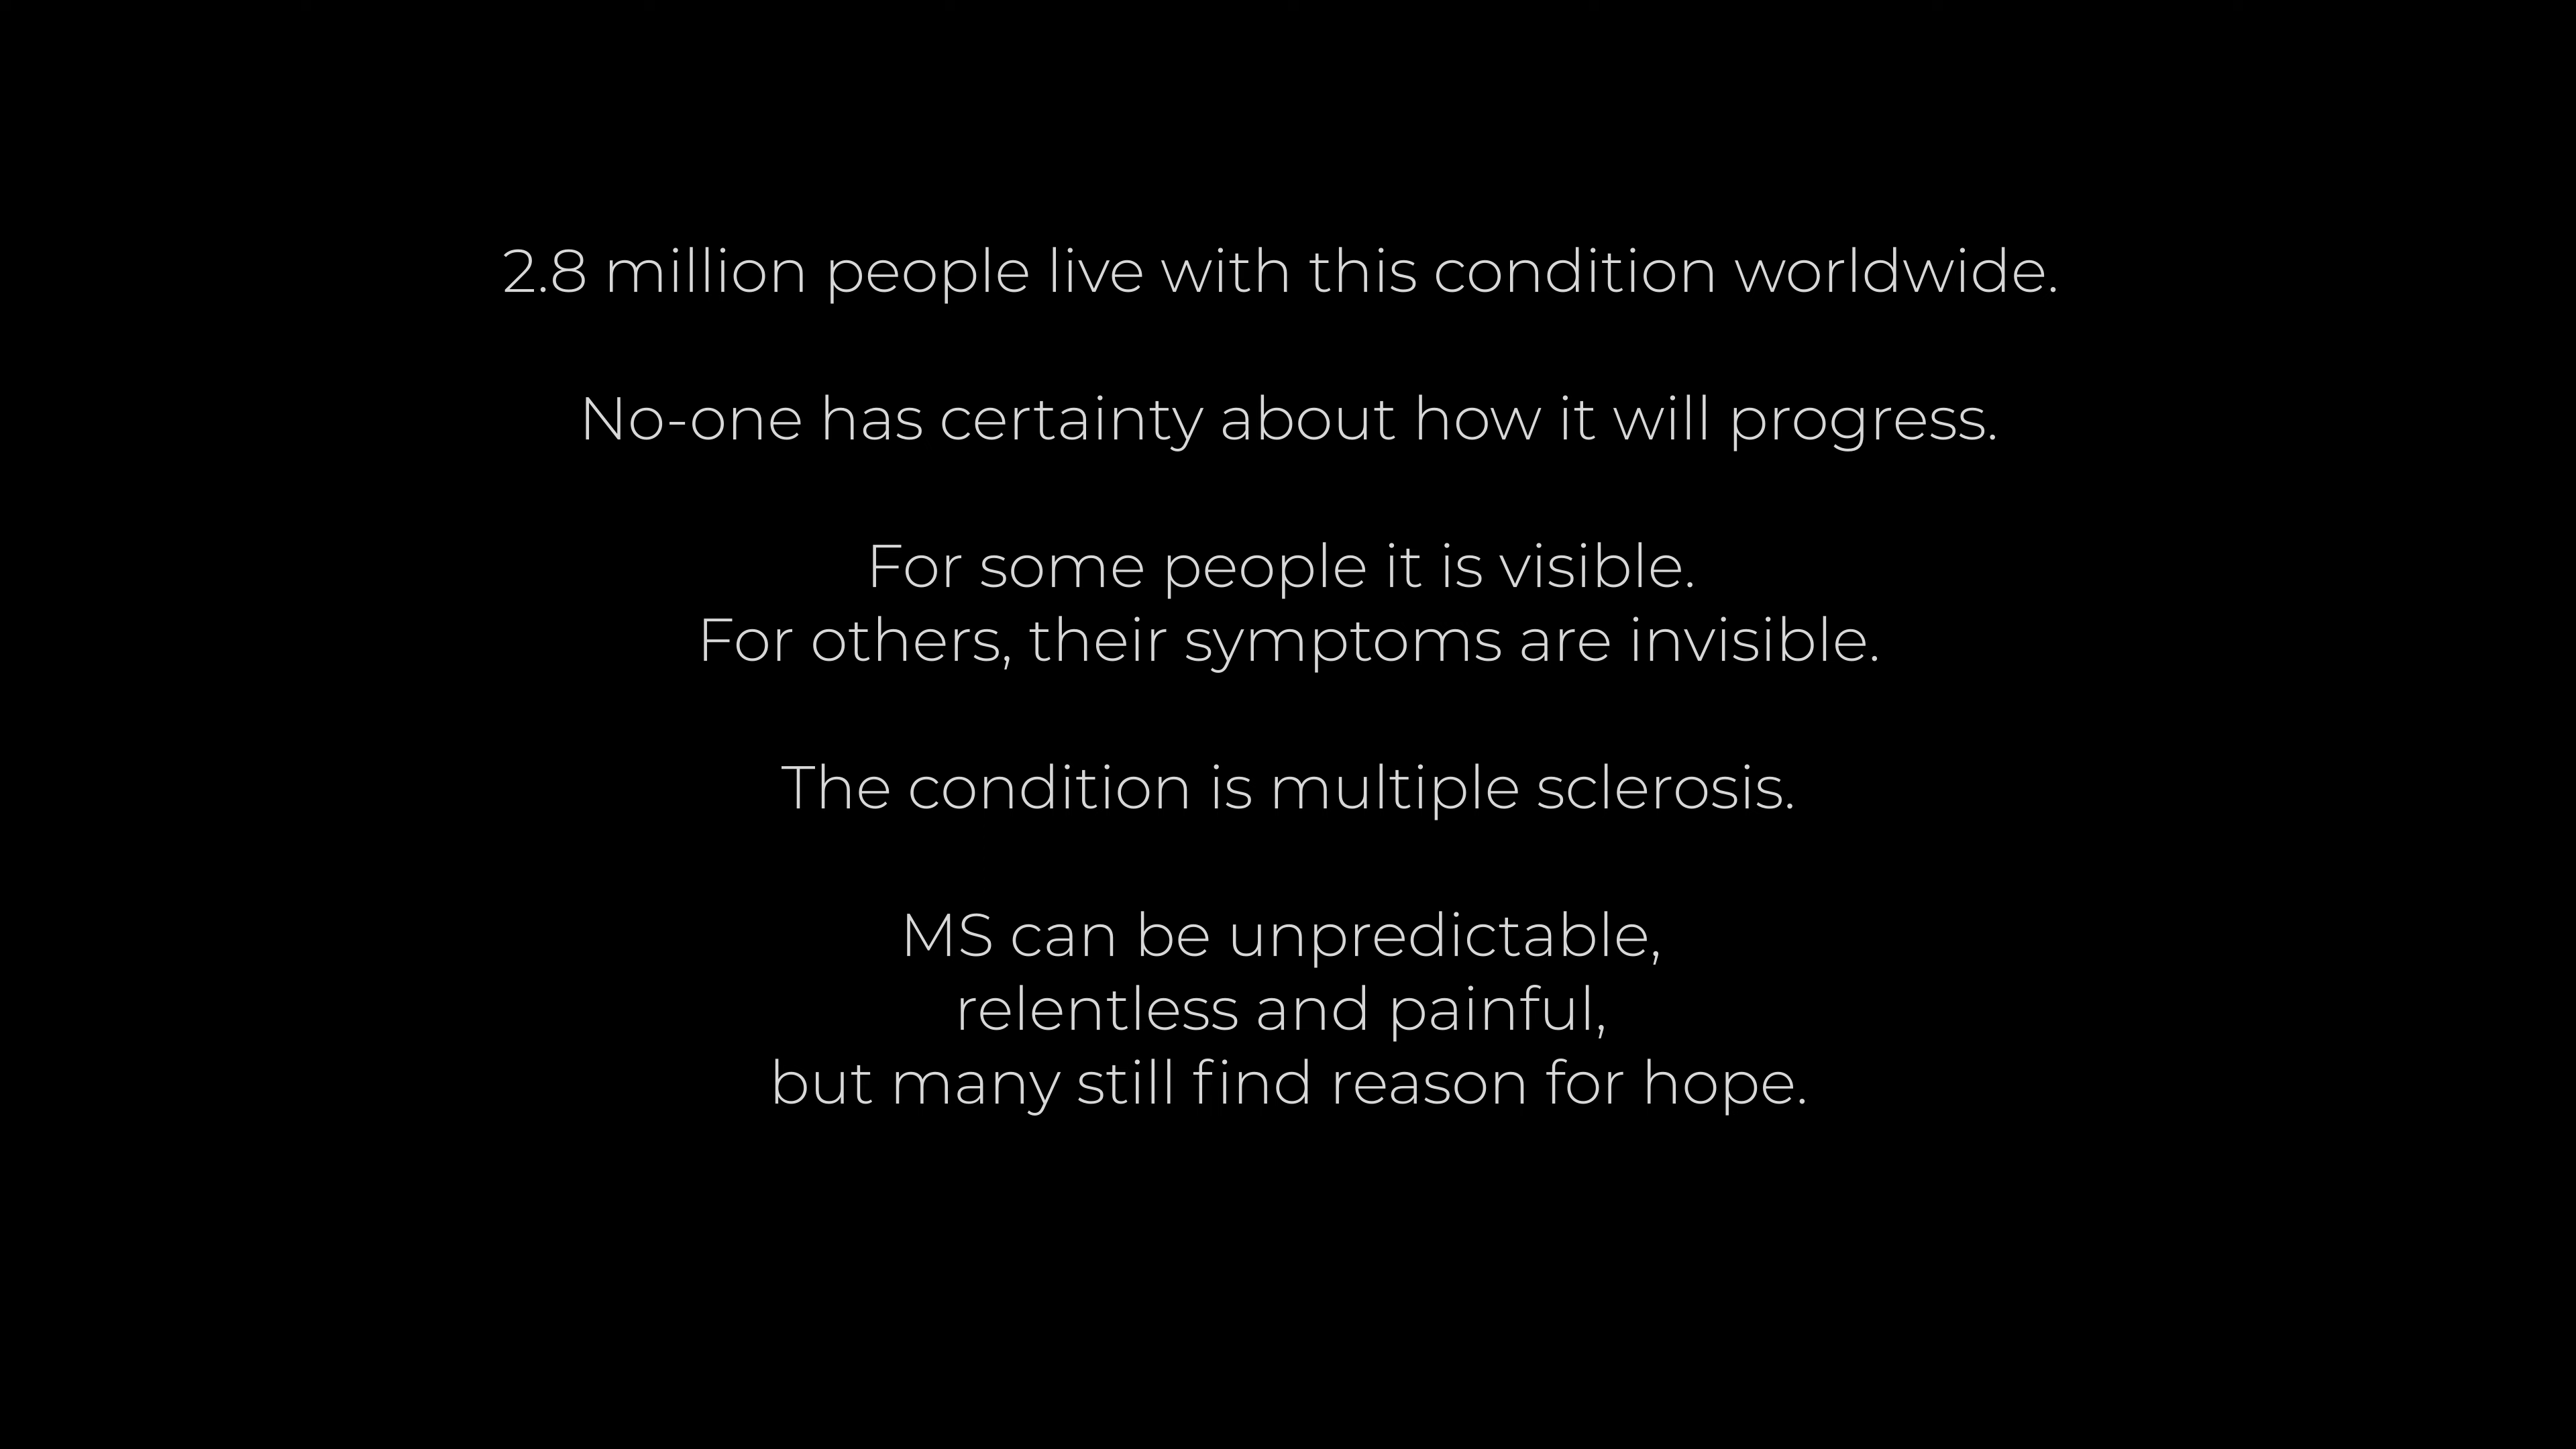 2.8 million people live with this condition worldwide.
No-one has certainty about how it will progress.
For some people it is visible.
For others, their symptoms are invisible.
The condition is multiple sclerosis.
MS can be unpredictable,
relentless and painful,
but many still find reason for hope.